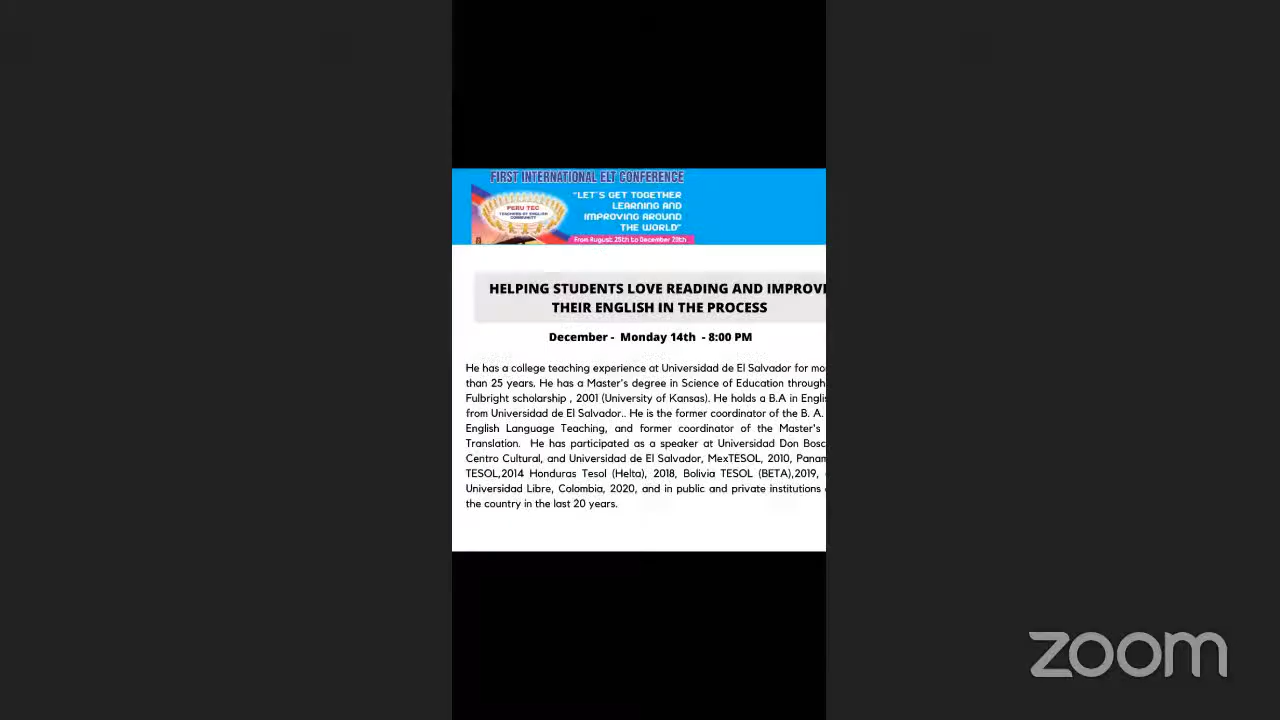 FIRST INTERNATIONAL ELT CONFERENCE
"LET'S GET TOGETHER
LEARNING AND
IMPROVING AROUND
THE WORLD"
PERU TEC
TEACHERS OF ENGLISH
COMMUNITY
From August 25th to December 29th
HELPING STUDENTS LOVE READING AND IMPROV
THEIR ENGLISH IN THE PROCESS
December - Monday 14th - 8:00 PM
He has a college teaching experience at Universidad de El Salvador for mo
than 25 years. He has a Master's degree in Science of Education through
Fulbright scholarship , 2001 (University of Kansas). He holds a B.A in Engli
from Universidad de El Salvador.. He is the former coordinator of the B. A.
English Language Teaching, and former coordinator of the Master's
Translation. He has participated as a speaker at Universidad Don Bosc
Centro Cultural, and Universidad de El Salvador, MexTESOL, 2010, Panam
TESOL,2014 Honduras Tesol (Helta), 2018, Bolivia TESOL (BETA),2019,
Universidad Libre, Colombia, 2020, and in public and private institutions
the country in the last 20 years.
zoom